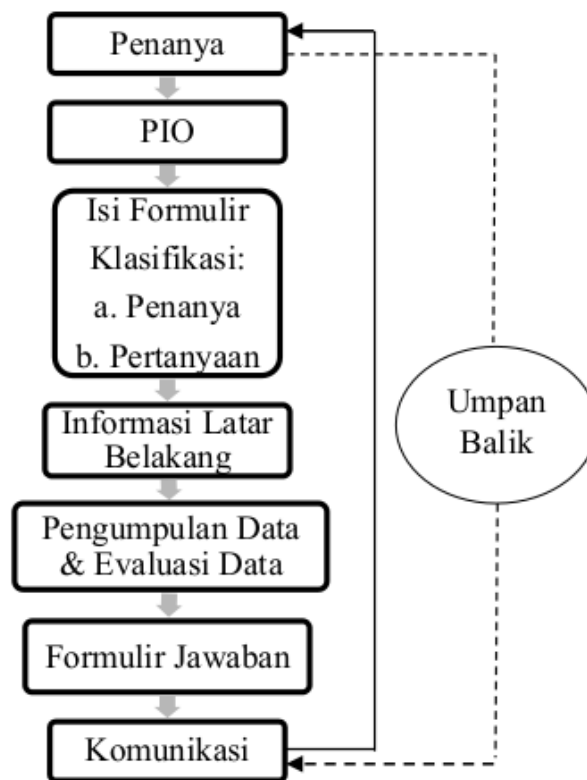 Penanya
PIO
Isi Formulir
Klasifikasi:
a. Penanya
b. Pertanyaan
Informasi Latar
Belakang
Pengumpulan Data
& Evaluasi Data
Formulir Jawaban
Komunikasi
Umpan
Balik